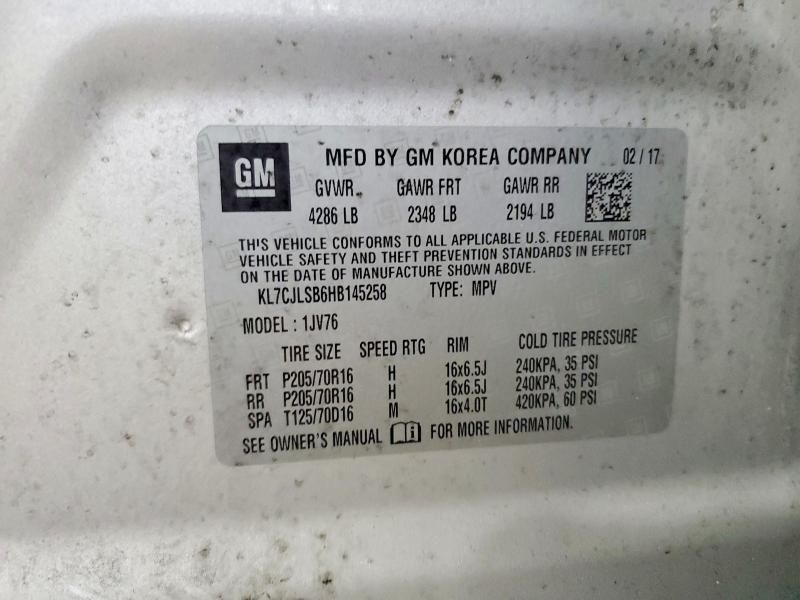 GM MFD BY GM KOREA COMPANY 02 / 17
GVWR GAWR FRT GAWR RR
4286 LB 2348 LB 2194 LB
THIS VEHICLE CONFORMS TO ALL APPLICABLE U.S. FEDERAL MOTOR
VEHICLE SAFETY AND THEFT PREVENTION STANDARDS IN EFFECT
ON THE DATE OF MANUFACTURE SHOWN ABOVE.
KL7CJLSB6HB145258 TYPE: MPV
MODEL : 1JV76
TIRE SIZE SPEED RTG RIM COLD TIRE PRESSURE
FRT P205/70R16 H 16x6.5J 240KPA, 35 PSI
RR P205/70R16 H 16x6.5J 240KPA, 35 PSI
SPA T125/70D16 M 16x4.0T 420KPA, 60 PSI
SEE OWNER'S MANUAL FOR MORE INFORMATION.